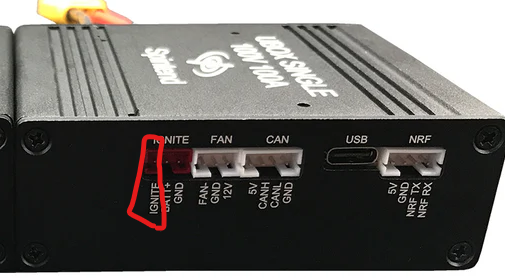 UBOX SINGLE
100V 100A
Spintend
IGNITE
FAN
CAN
USB
NRF
IGNITE
BATT+
GND
FAN-
GND
12V
5V
CANH
CANL
GND
5V
GND
NRF TX
NRF RX